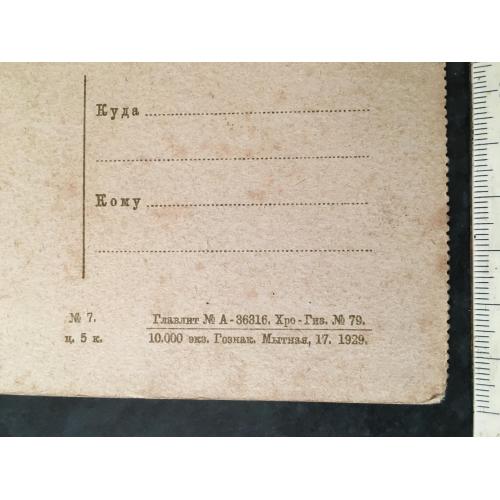 Куда
Кому
№ 7.
ц. 5 к.
Главлит № А - 36316. Хро - Гиз. № 79.
10.000 экз. Гознак. Мытная, 17. 1929.